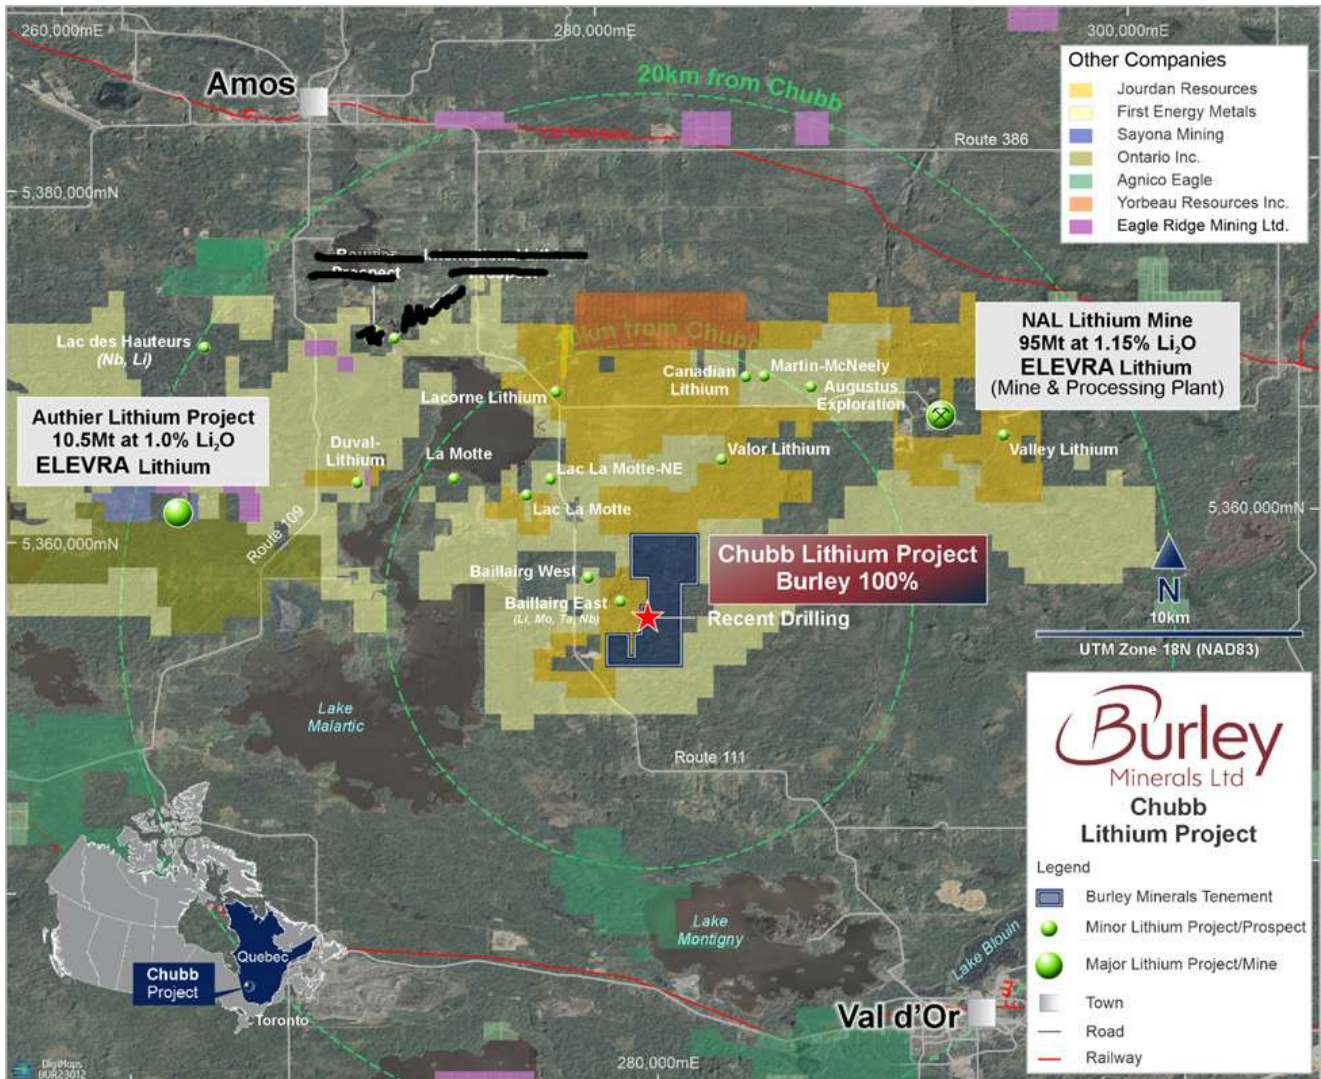 260,000mE
280,000mE
300,000mE
Amos
20km from Chubb
Other Companies
Jourdan Resources
First Energy Metals
Sayona Mining
Ontario Inc.
Agnico Eagle
Yorbeau Resources Inc.
Eagle Ridge Mining Ltd.
Route 386
5,380,000mN
Prospect
10km from Chubb
Lac des Hauteurs
(Nb, Li)
Canadian
Lithium
Martin-McNeely
Augustus
Exploration
NAL Lithium Mine
95Mt at 1.15% Li₂O
ELEVRA Lithium
(Mine & Processing Plant)
Lacorne Lithium
Authier Lithium Project
10.5Mt at 1.0% Li₂O
ELEVRA Lithium
Duval-
Lithium
La Motte
Lac La Motte-NE
Lac La Motte
Valor Lithium
Valley Lithium
5,360,000mN
5,360,000mN
Route 109
Chubb Lithium Project
Burley 100%
Baillairg West
Baillairg East
(Li, Mo, Ta, Nb)
Recent Drilling
N
10km
UTM Zone 18N (NAD83)
Lake
Malartic
Route 111
Burley
Minerals Ltd
Chubb
Lithium Project
Legend
Burley Minerals Tenement
Minor Lithium Project/Prospect
Major Lithium Project/Mine
Town
Road
Railway
Lake
Montigny
Lake Blouin
Val d'Or
Quebec
Chubb
Project
Toronto
280,000mE
DigiMaps
BUR23012